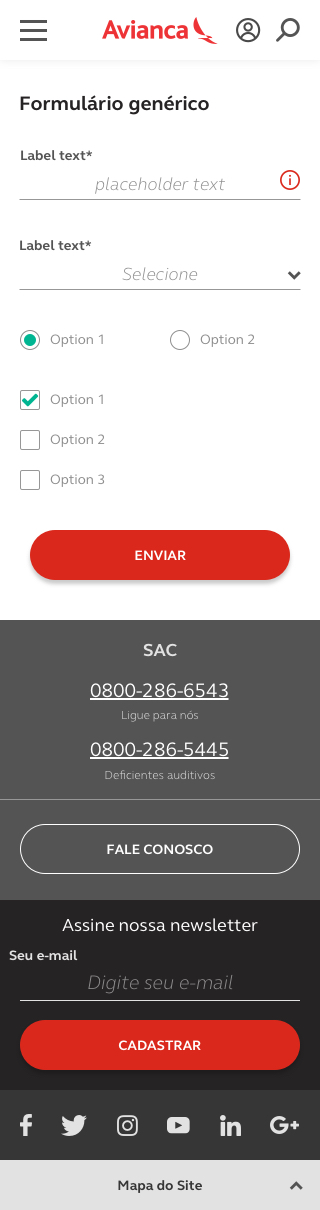 Avianca
Formulário genérico
Label text*
placeholder text
Label text*
Selecione
Option 1
Option 2
Option 1
Option 2
Option 3
ENVIAR
SAC
0800-286-6543
Ligue para nós
0800-286-5445
Deficientes auditivos
FALE CONOSCO
Assine nossa newsletter
Seu e-mail
Digite seu e-mail
CADASTRAR
Mapa do Site